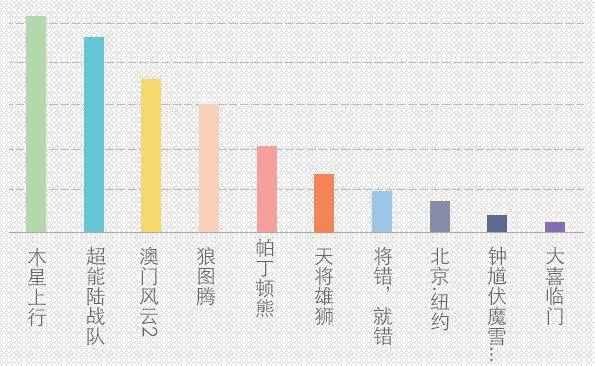 木星上行
超能陆战队
澳门风云2
狼图腾
帕丁顿熊
天将雄狮
将错，就错
北京·纽约
钟馗伏魔雪...
大喜临门